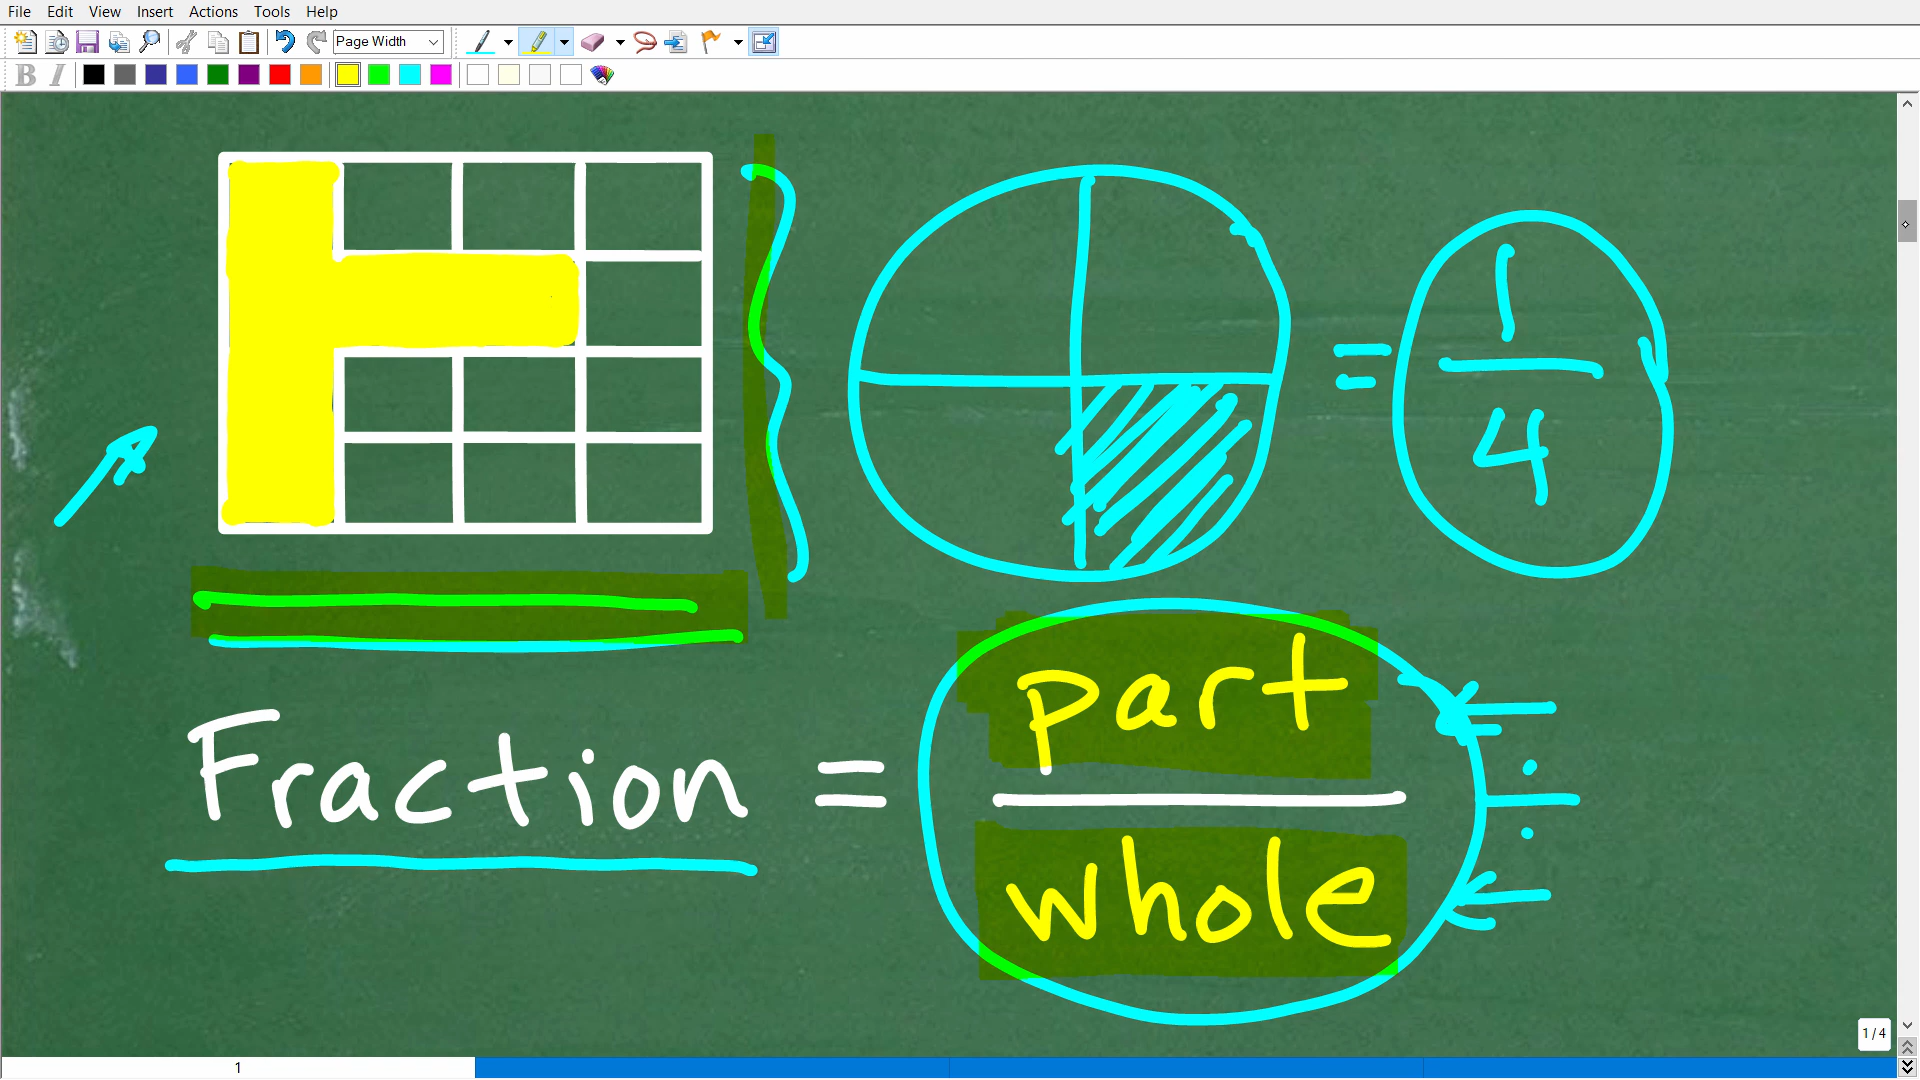 File Edit View Insert Actions Tools Help
Page Width
B I
= 1/4
Fraction = part/whole
1/4
1